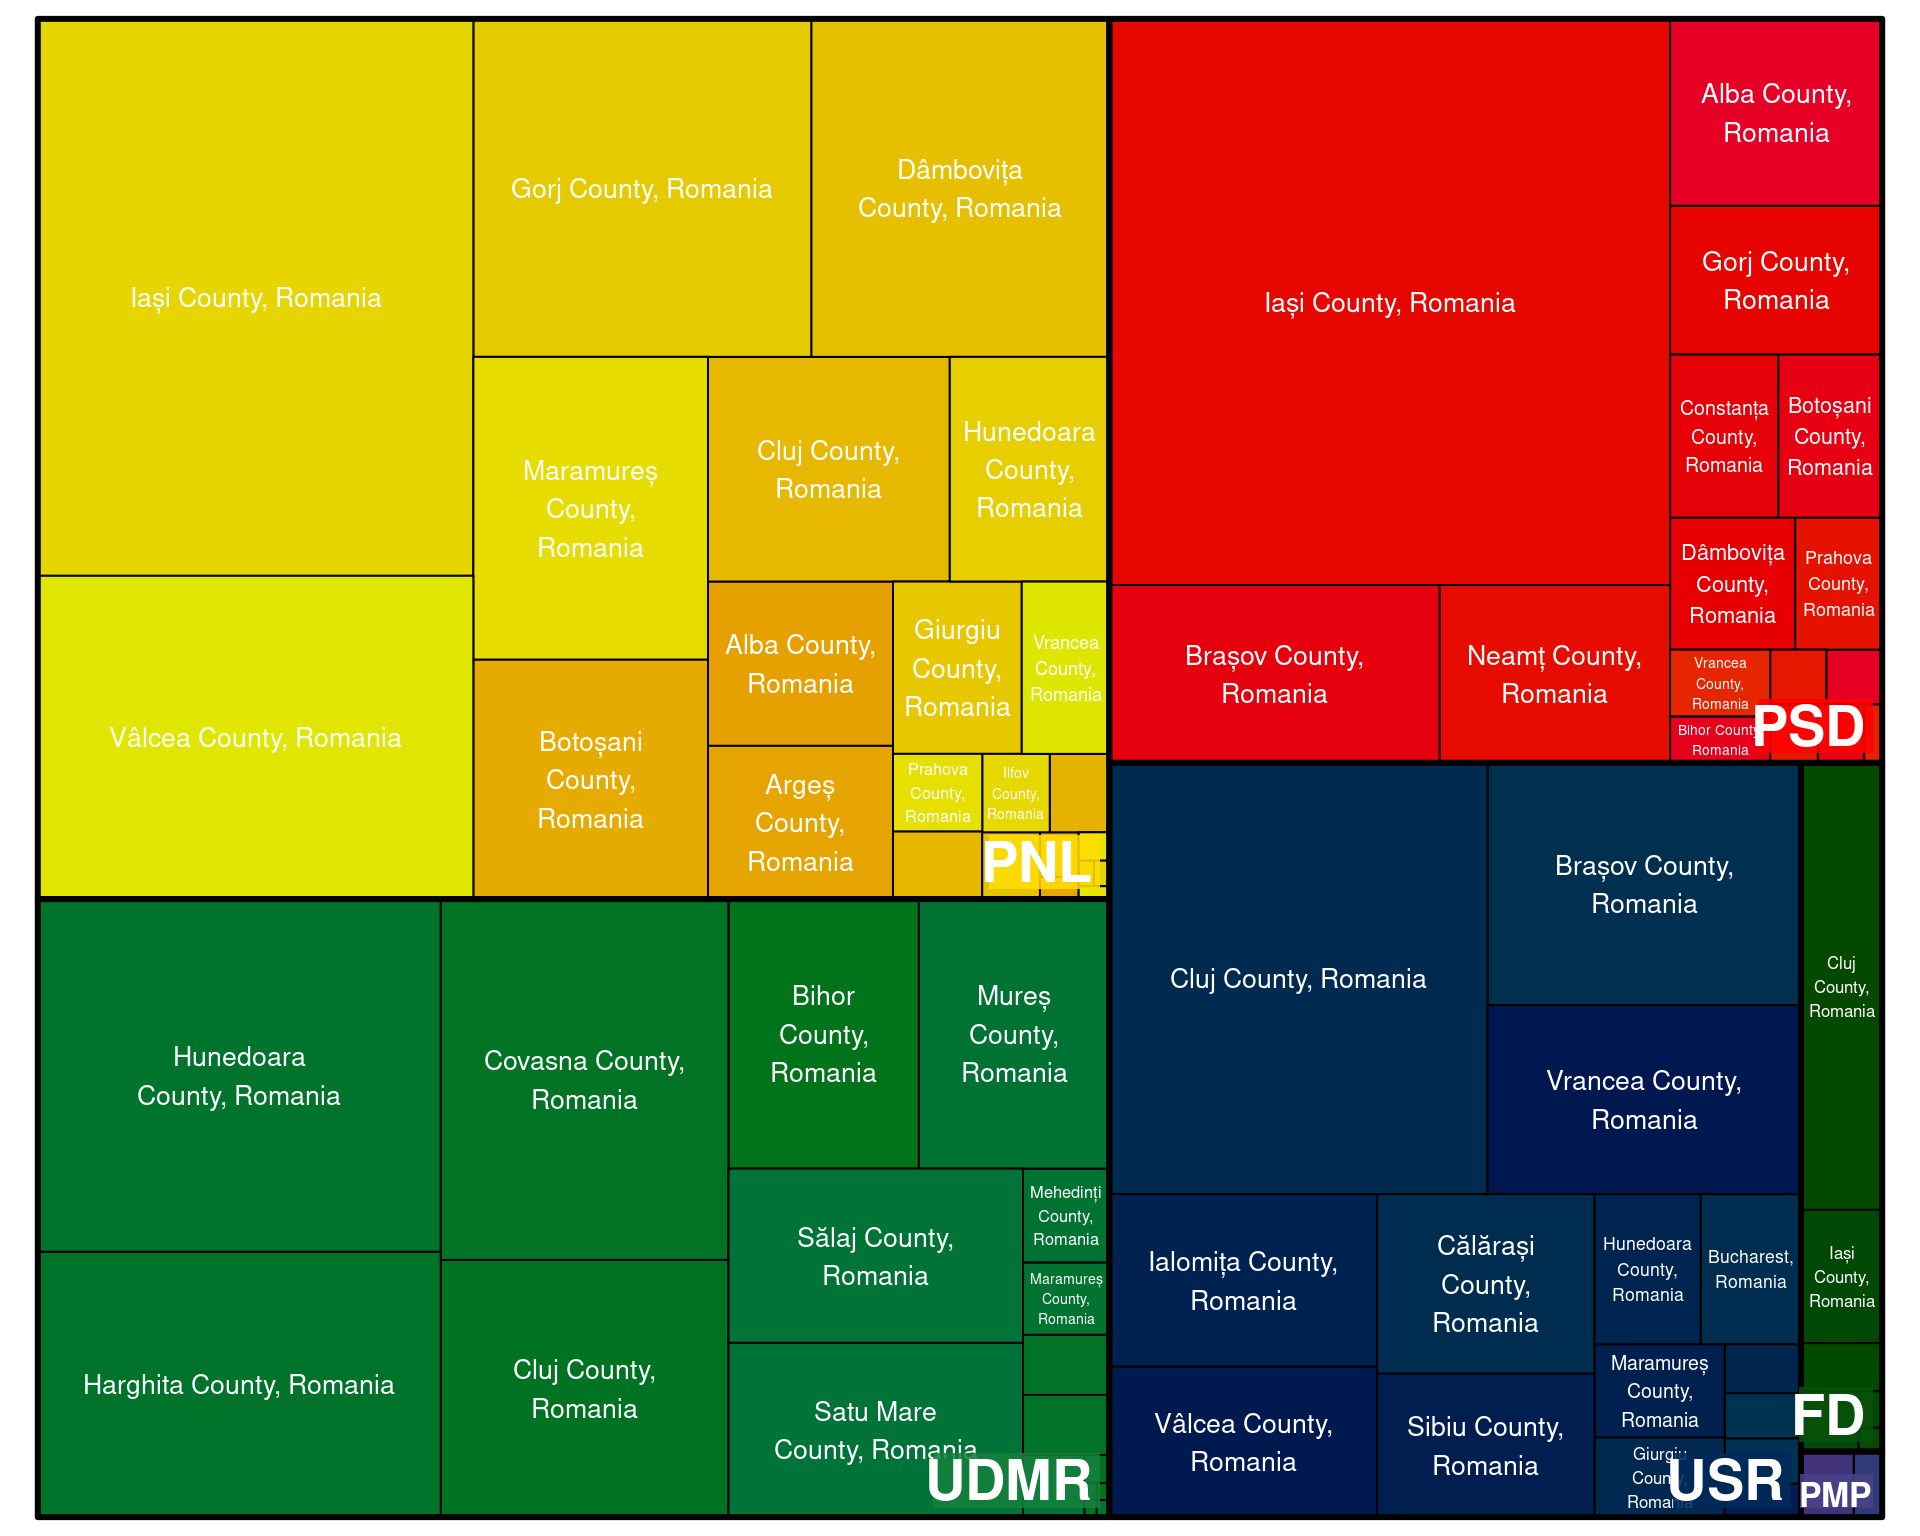 Iași County, Romania
Gorj County, Romania
Dâmbovița
County, Romania
Vâlcea County, Romania
Maramureș
County,
Romania
Cluj County,
Romania
Hunedoara
County,
Romania
Botoșani
County,
Romania
Alba County,
Romania
Giurgiu
County,
Romania
Vrancea
County,
Romania
Argeș
County,
Romania
Prahova
County,
Romania
Ilfov
County,
Romania
PNL
Iași County, Romania
Alba County,
Romania
Gorj County,
Romania
Constanța
County,
Romania
Botoșani
County,
Romania
Dâmbovița
County,
Romania
Prahova
County,
Romania
Brașov County,
Romania
Neamț County,
Romania
Vrancea
County,
Romania
Bihor County,
Romania
PSD
Hunedoara
County, Romania
Harghita County, Romania
Covasna County,
Romania
Cluj County,
Romania
Bihor
County,
Romania
Mureș
County,
Romania
Sălaj County,
Romania
Mehedinți
County,
Romania
Maramureș
County,
Romania
Satu Mare
County, Romania
UDMR
Cluj County, Romania
Brașov County,
Romania
Vrancea County,
Romania
Ialomița County,
Romania
Călărași
County,
Romania
Hunedoara
County,
Romania
Bucharest,
Romania
Vâlcea County,
Romania
Sibiu County,
Romania
Maramureș
County,
Romania
Giurgiu
County,
Romania
USR
Cluj
County,
Romania
Iași
County,
Romania
FD
PMP